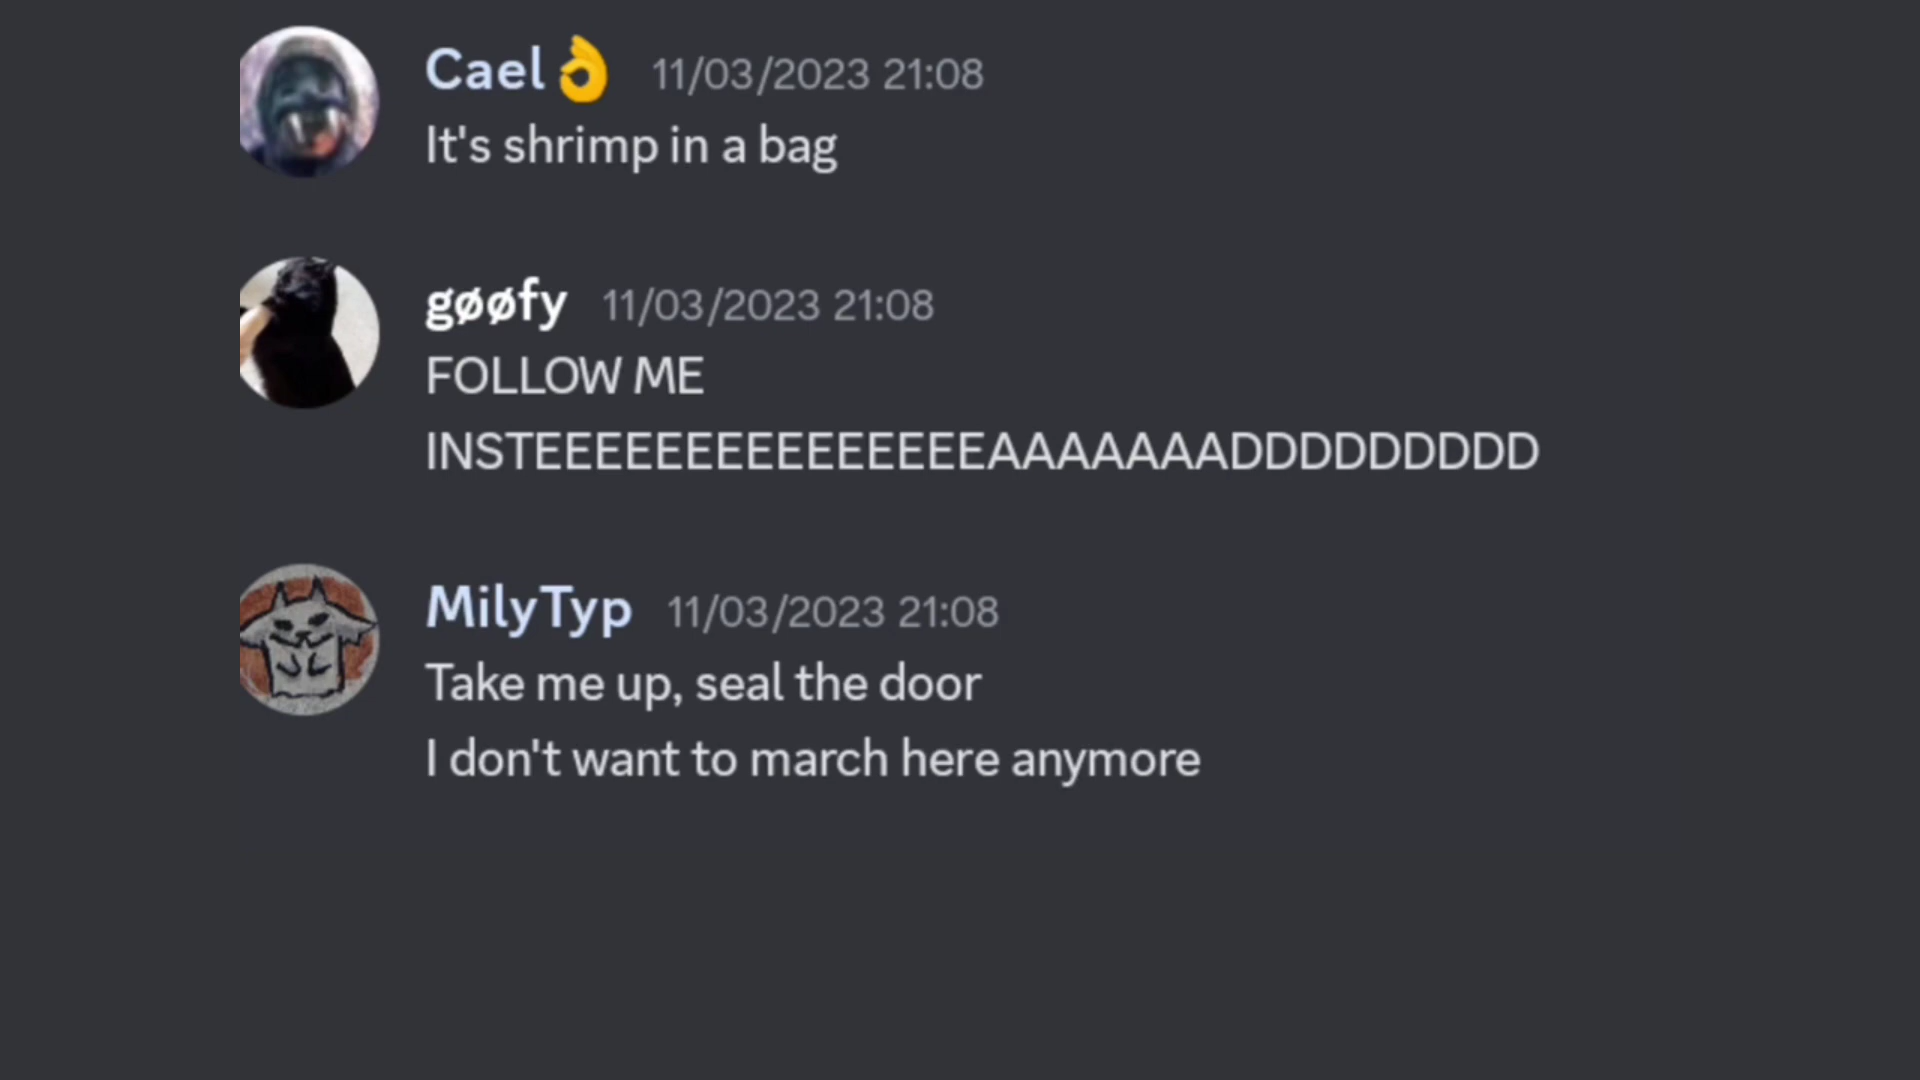 Cael👌 11/03/2023 21:08
It's shrimp in a bag
gøøfy 11/03/2023 21:08
FOLLOW ME
INSTEEEEEEEEEEEEEEEAAAAAAADDDDDDDDD
MilyTyp 11/03/2023 21:08
Take me up, seal the door
I don't want to march here anymore